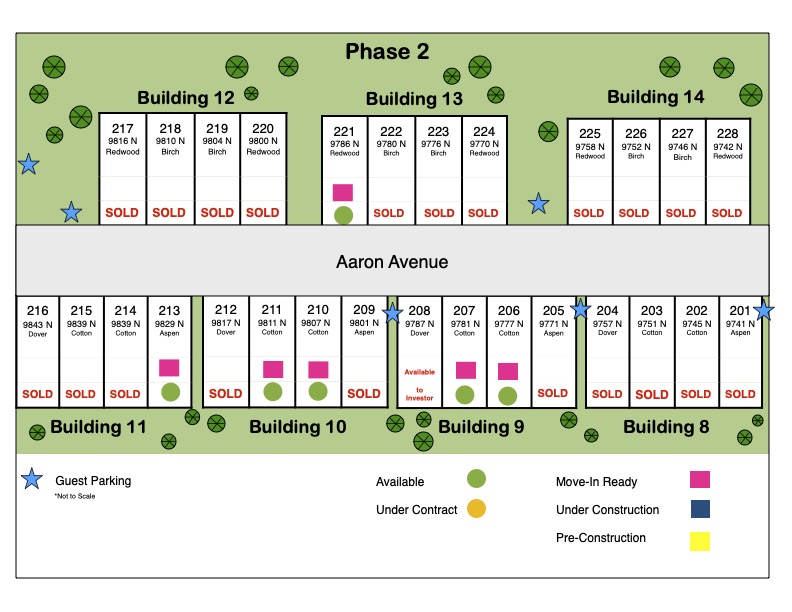 Phase 2
Building 12
Building 13
Building 14
217
9816 N
Redwood
SOLD
218
9810 N
Birch
SOLD
219
9804 N
Birch
SOLD
220
9800 N
Redwood
SOLD
221
9786 N
Redwood
222
9780 N
Birch
SOLD
223
9776 N
Birch
SOLD
224
9770 N
Redwood
SOLD
225
9758 N
Redwood
SOLD
226
9752 N
Birch
SOLD
227
9746 N
Birch
SOLD
228
9742 N
Redwood
SOLD
Aaron Avenue
216
9843 N
Dover
SOLD
215
9839 N
Cotton
SOLD
214
9839 N
Cotton
SOLD
213
9829 N
Aspen
212
9817 N
Dover
SOLD
211
9811 N
Cotton
210
9807 N
Cotton
209
9801 N
Aspen
SOLD
208
9787 N
Dover
Available
to
Investor
207
9781 N
Cotton
206
9777 N
Cotton
205
9771 N
Aspen
SOLD
204
9757 N
Dover
SOLD
203
9751 N
Cotton
SOLD
202
9745 N
Cotton
SOLD
201
9741 N
Aspen
SOLD
Building 11
Building 10
Building 9
Building 8
Guest Parking
*Not to Scale
Available
Under Contract
Move-In Ready
Under Construction
Pre-Construction